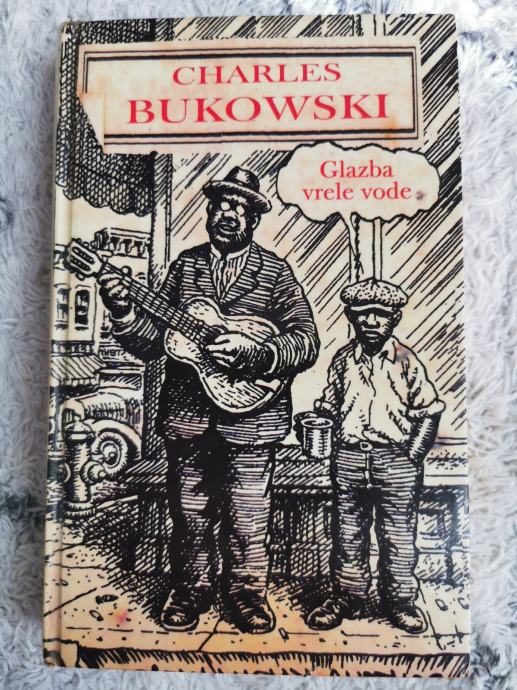 CHARLES
BUKOWSKI
Glazba
vrele vode